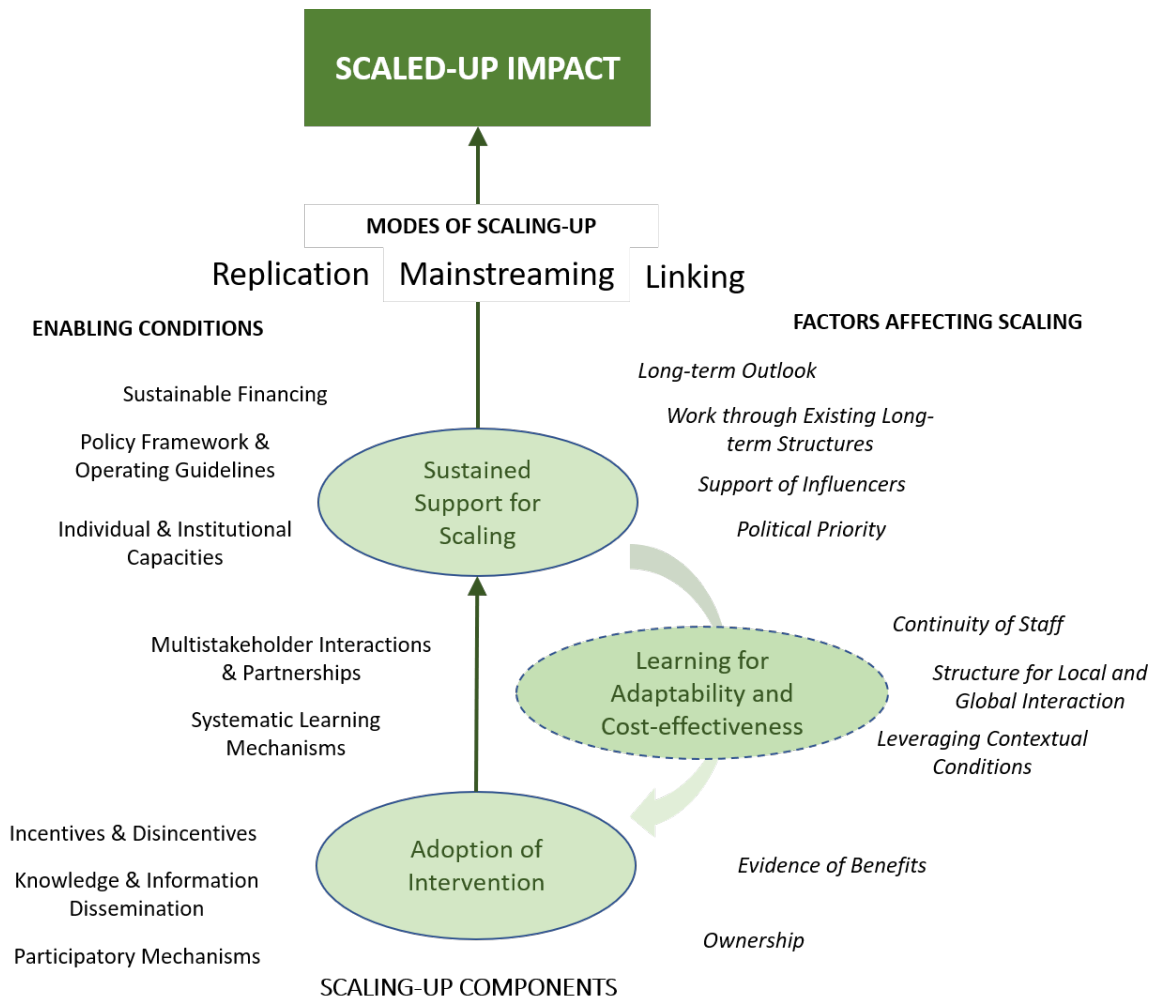 SCALED-UP IMPACT
MODES OF SCALING-UP
Replication
Mainstreaming
Linking
ENABLING CONDITIONS
Sustainable Financing
Policy Framework &
Operating Guidelines
Individual & Institutional
Capacities
Multistakeholder Interactions
& Partnerships
Systematic Learning
Mechanisms
Incentives & Disincentives
Knowledge & Information
Dissemination
Participatory Mechanisms
Sustained
Support for
Scaling
Learning for
Adaptability and
Cost-effectiveness
Adoption of
Intervention
SCALING-UP COMPONENTS
FACTORS AFFECTING SCALING
Long-term Outlook
Work through Existing Long-
term Structures
Support of Influencers
Political Priority
Continuity of Staff
Structure for Local and
Global Interaction
Leveraging Contextual
Conditions
Evidence of Benefits
Ownership